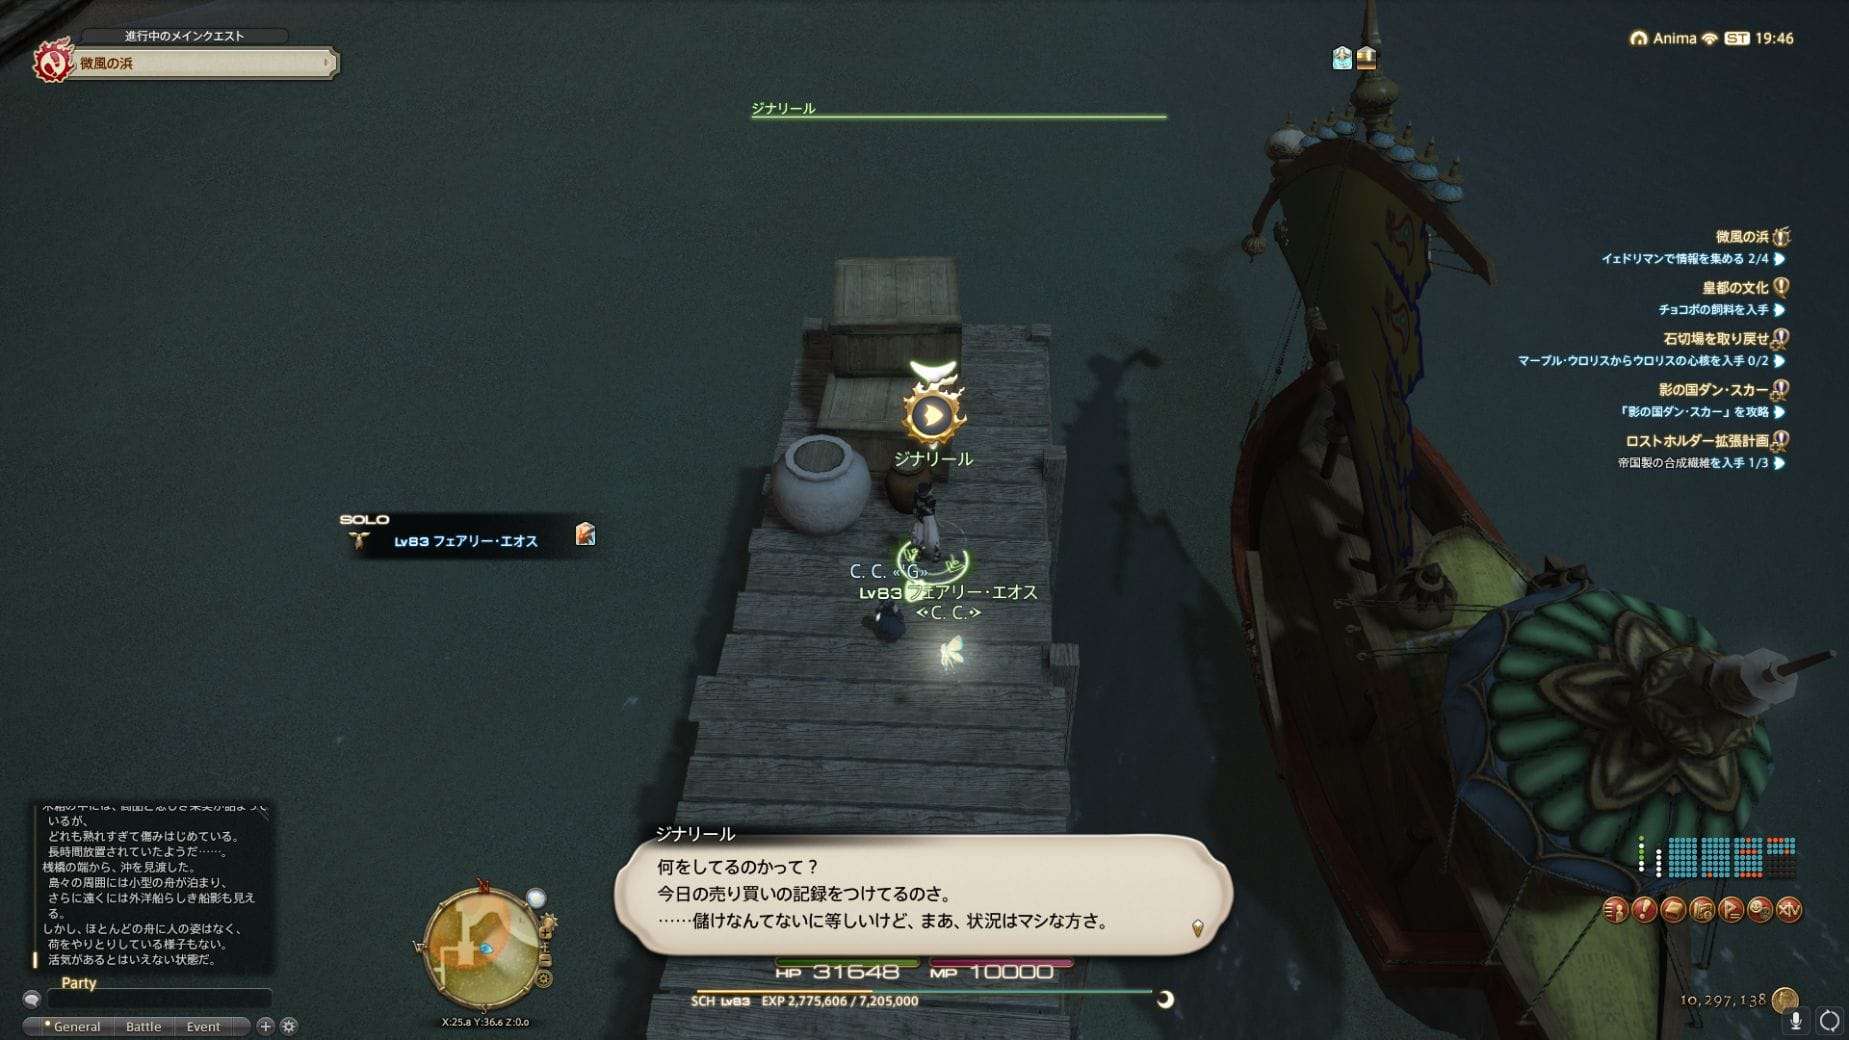 進行中のメインクエスト
微風の浜
Anima ST 19:46
ジナリール
微風の浜
イェドリマンで情報を集める 2/4
皇都の文化
チョコボの飼料を入手
石切場を取り戻せ
マーブル・ウロリスからウロリスの心核を入手 0/2
影の国ダン・スカー
「影の国ダン・スカー」を攻略
ロストホルダー拡張計画
帝国製の合成繊維を入手 1/3
ジナリール
SOLO
Lv83 フェアリー・エオス
C. C. «'G»
Lv83 フェアリー・エオス
«C. C.»
いるが、
どれも熟れすぎて傷みはじめている。
長時間放置されていたようだ……。
桟橋の端から、沖を見渡した。
島々の周囲には小型の舟が泊まり、
さらに遠くには外洋船らしき船影も見え
る。
しかし、ほとんどの舟に人の姿はなく、
荷をやりとりしている様子もない。
活気があるとはいえない状態だ。
Party
General Battle Event
X:25.8 Y:36.6 Z:0.0
ジナリール
何をしてるのかって？
今日の売り買いの記録をつけてるのさ。
……儲けなんてないに等しいけど、まあ、状況はマシな方さ。
HP 31648 MP 10000
SCH Lv83 EXP 2,775,606 / 7,205,000
10,297,138